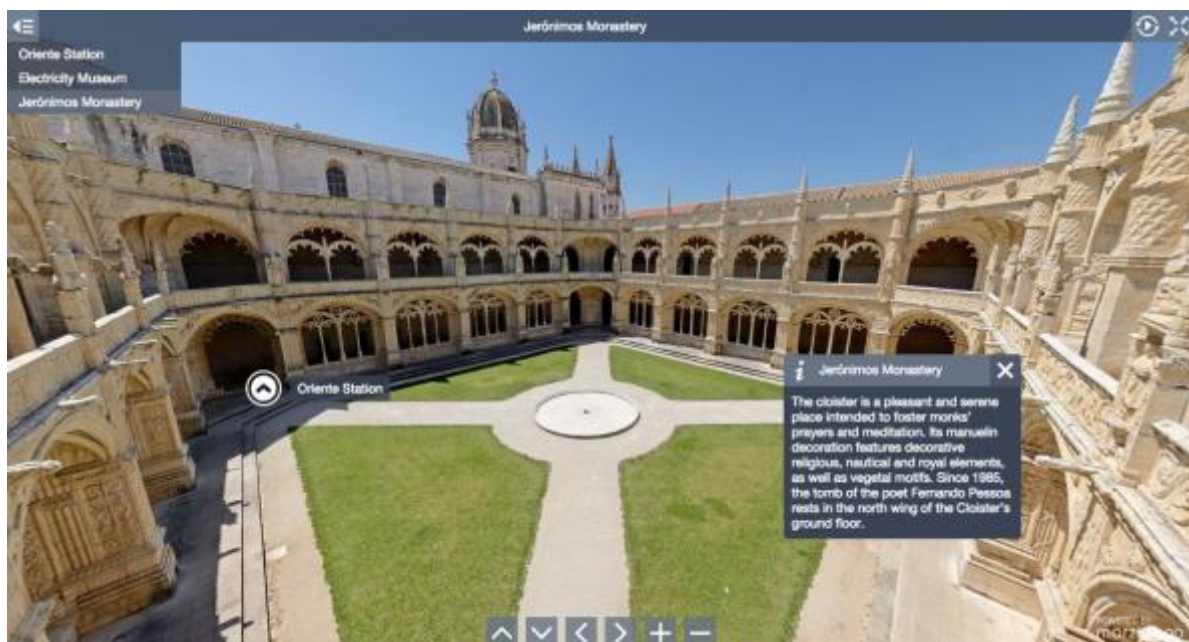 Jerónimos Monastery
Oriente Station
Electricity Museum
Jerónimos Monastery
Oriente Station
i Jerónimos Monastery
The cloister is a pleasant and serene
place intended to foster monks'
prayers and meditation. Its manuelin
decoration features decorative
religious, nautical and royal elements,
as well as vegetal motifs. Since 1985,
the tomb of the poet Fernando Pessoa
rests in the north wing of the Cloister's
ground floor.
POWERED BY
marzipano